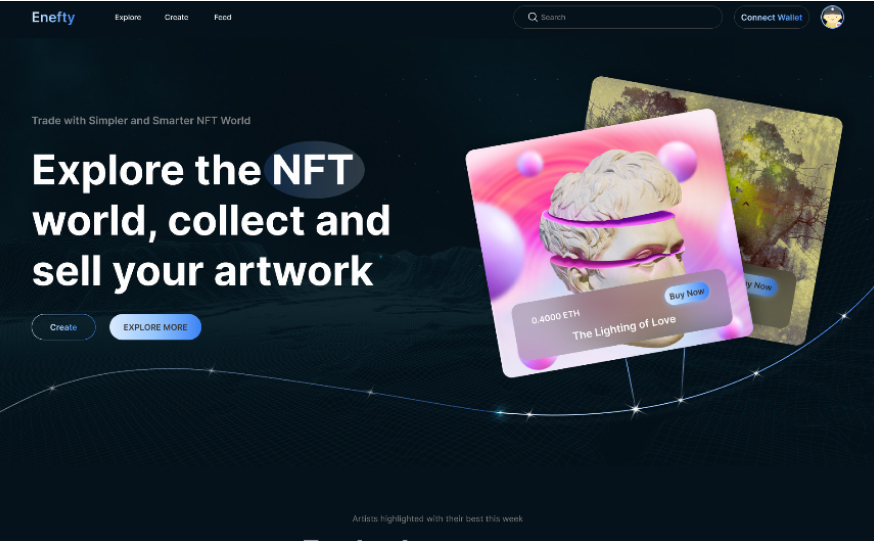 Enefty
Explore
Create
Feed
Search
Connect Wallet
Trade with Simpler and Smarter NFT World
Explore the NFT
world, collect and
sell your artwork
Create
EXPLORE MORE
Buy Now
0.4000 ETH
The Lighting of Love
Now
Artists highlighted with their best this week